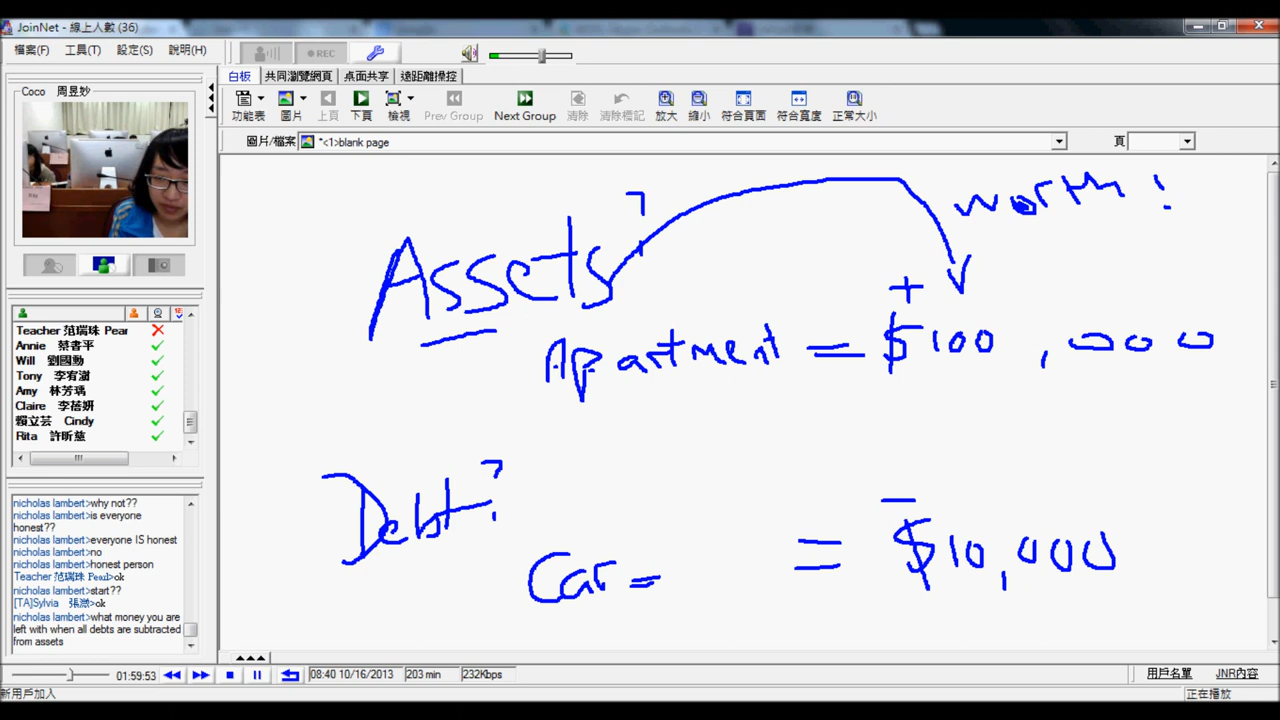 JoinNet - 線上人數 (36)
檔案(F) 工具(T) 設定(S) 說明(H)
REC
Coco 周昱妙
白板 共同瀏覽網頁 桌面共享 遠距離操控
功能表 圖片 上頁 下頁 檢視 Prev Group Next Group 清除 清除標記 放大 縮小 符合頁面 符合寬度 正常大小
圖片/檔案 *<1>blank page 頁
Teacher 范瑞珠 Pearl
Annie 蔡書平
Will 劉國勳
Tony 李宥澍
Amy 林芳瑀
Claire 李蓓妍
賴立芸 Cindy
Rita 許昕慈
nicholas lambert>why not??
nicholas lambert>is everyone
honest??
nicholas lambert>everyone IS honest
nicholas lambert>no
nicholas lambert>honest person
Teacher 范瑞珠 Pearl>ok
nicholas lambert>start??
[TA]Sylvia 張濙>ok
nicholas lambert>what money you are
left with when all debts are subtracted
from assets
worth !
Assets ?
+
Apartment = $100,000
Debt?
−
Car = = $10,000
01:59:53 08:40 10/16/2013 203 min 232Kbps 用戶名單 JNR內容
新用戶加入 正在播放